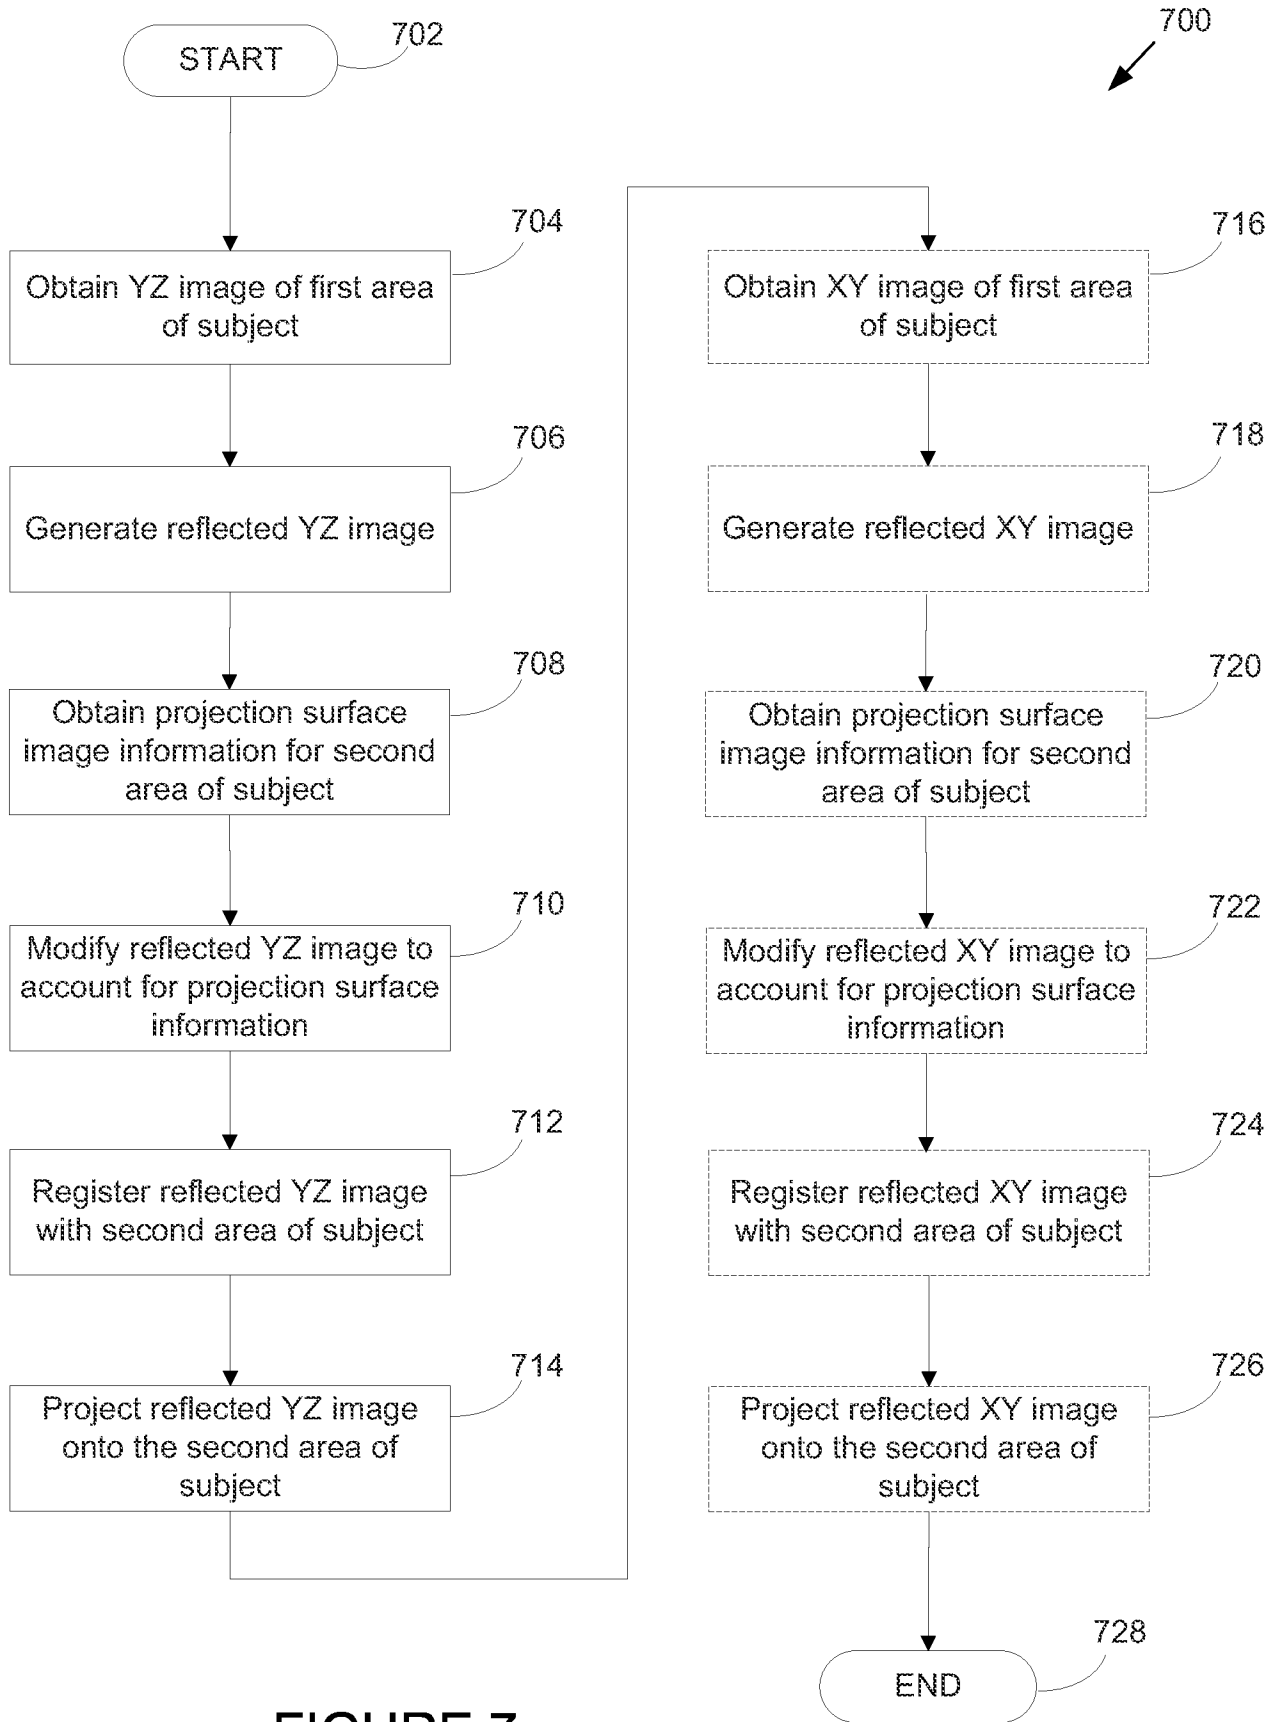 700
START
702
Obtain YZ image of first area
of subject
704
Generate reflected YZ image
706
Obtain projection surface
image information for second
area of subject
708
Modify reflected YZ image to
account for projection surface
information
710
Register reflected YZ image
with second area of subject
712
Project reflected YZ image
onto the second area of
subject
714
Obtain XY image of first area
of subject
716
Generate reflected XY image
718
Obtain projection surface
image information for second
area of subject
720
Modify reflected XY image to
account for projection surface
information
722
Register reflected XY image
with second area of subject
724
Project reflected XY image
onto the second area of
subject
726
END
728
FIGURE 7